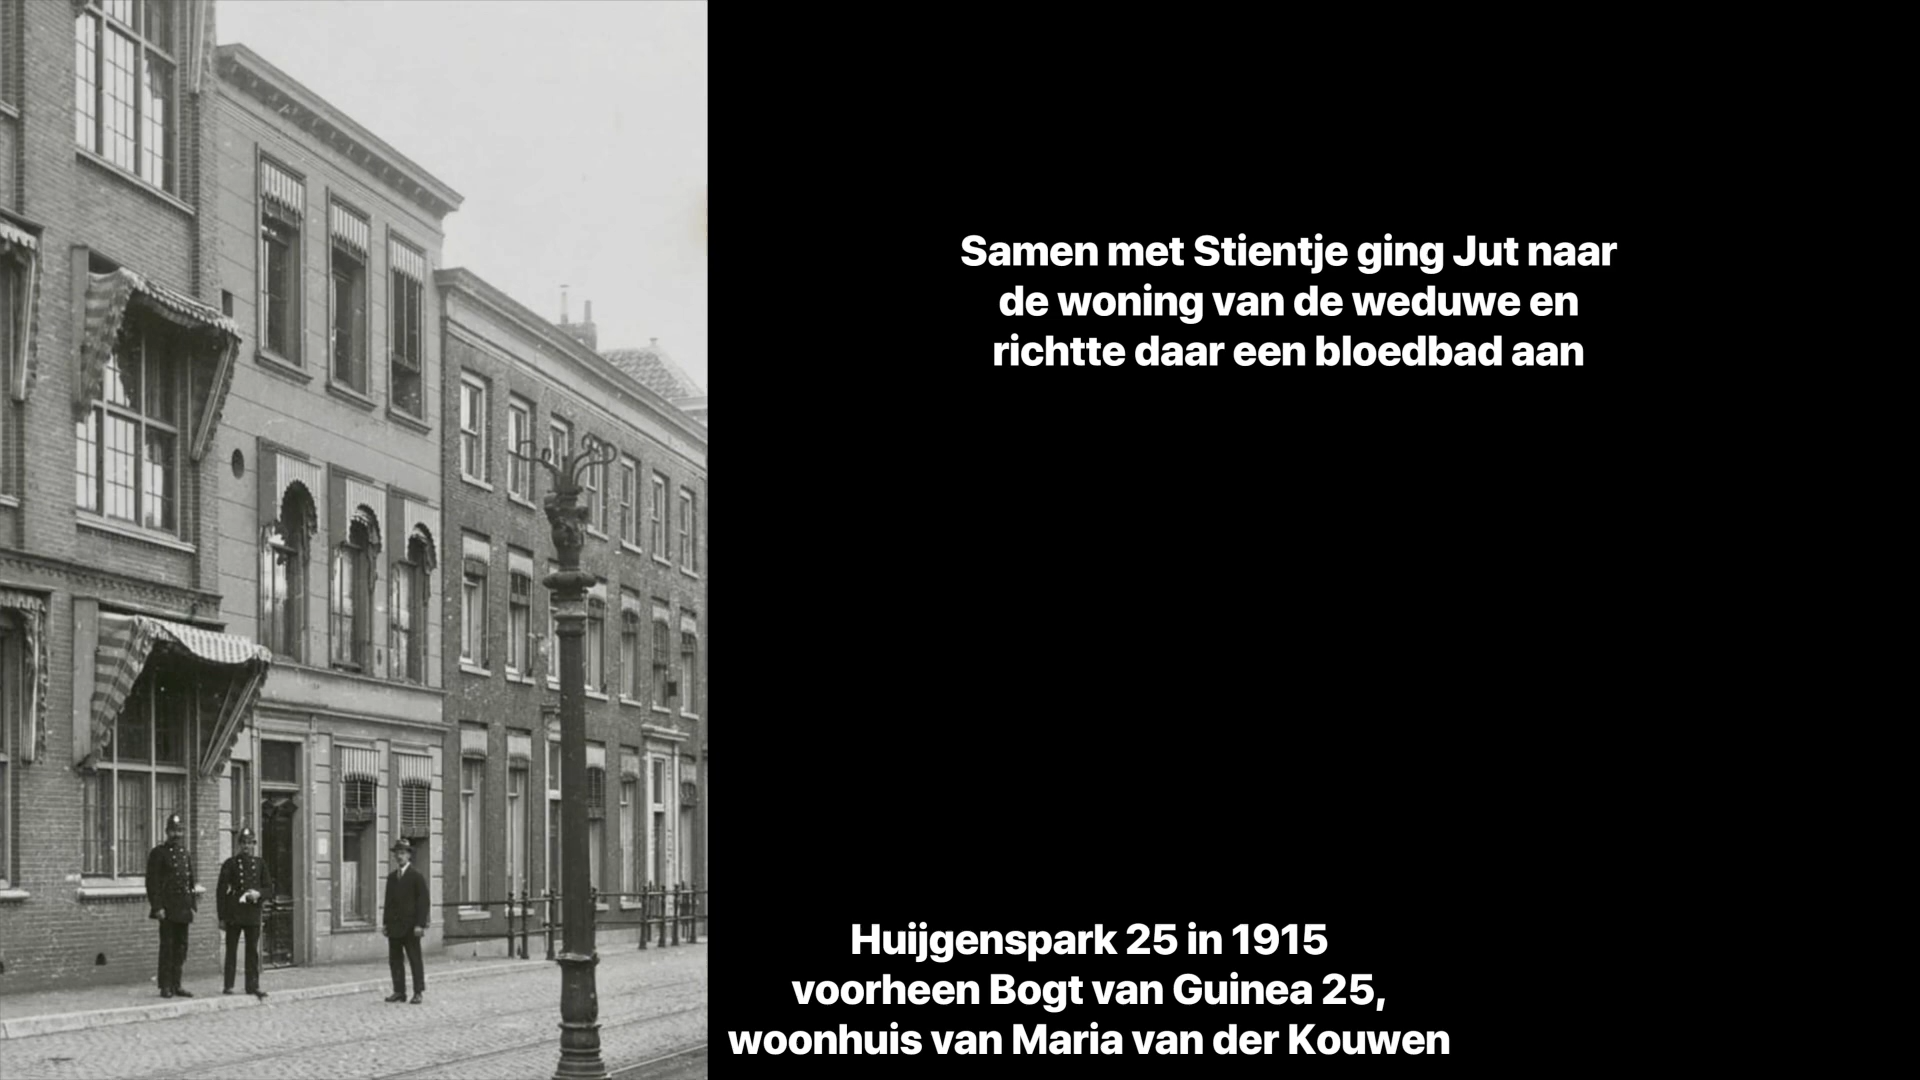 Samen met Stientje ging Jut naar
de woning van de weduwe en
richtte daar een bloedbad aan
Huijgenspark 25 in 1915
voorheen Bogt van Guinea 25,
woonhuis van Maria van der Kouwen